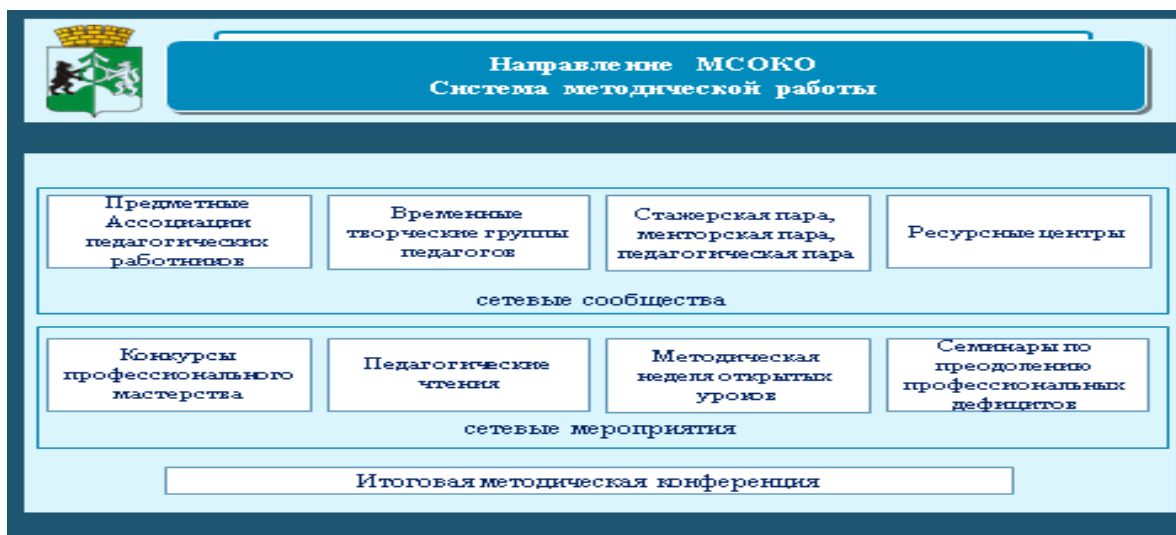 Направление МСОКО
Система методической работы
Предметные
Ассоциации
педагогических
работников
Временные
творческие группы
педагогов
Стажерская пара,
менторская пара,
педагогическая пара
Ресурсные центры
сетевые сообщества
Конкурсы
профессионального
мастерства
Педагогические
чтения
Методическая
неделя открытых
уроков
Семинары по
преодолению
профессиональных
дефицитов
сетевые мероприятия
Итоговая методическая конференция